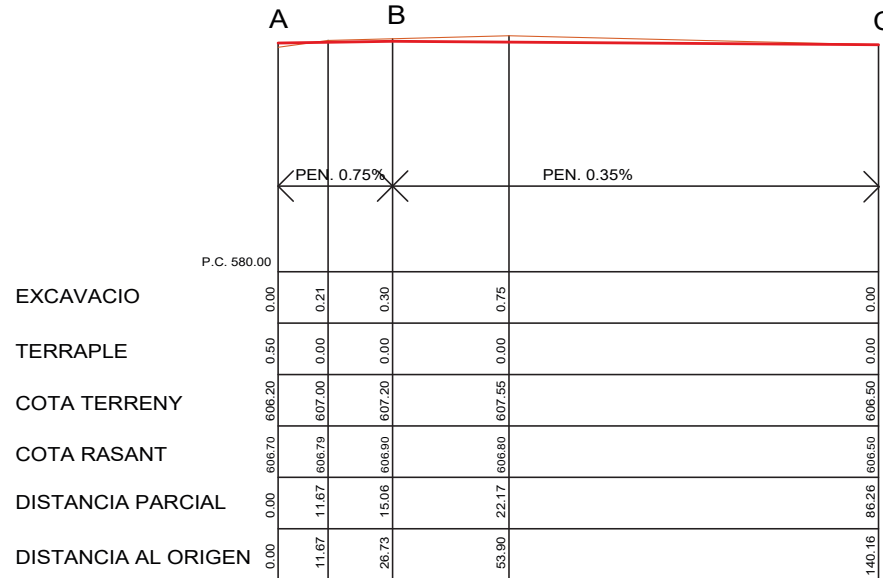 A B C
PEN. 0.75% PEN. 0.35%
P.C. 580.00
EXCAVACIO 0.00 0.21 0.30 0.75 0.00
TERRAPLE 0.50 0.00 0.00 0.00 0.00
COTA TERRENY 606.20 607.00 607.20 607.55 606.50
COTA RASANT 606.70 606.79 606.90 606.80 606.50
DISTANCIA PARCIAL 0.00 11.67 15.06 22.17 86.26
DISTANCIA AL ORIGEN 0.00 11.67 26.73 53.90 140.16